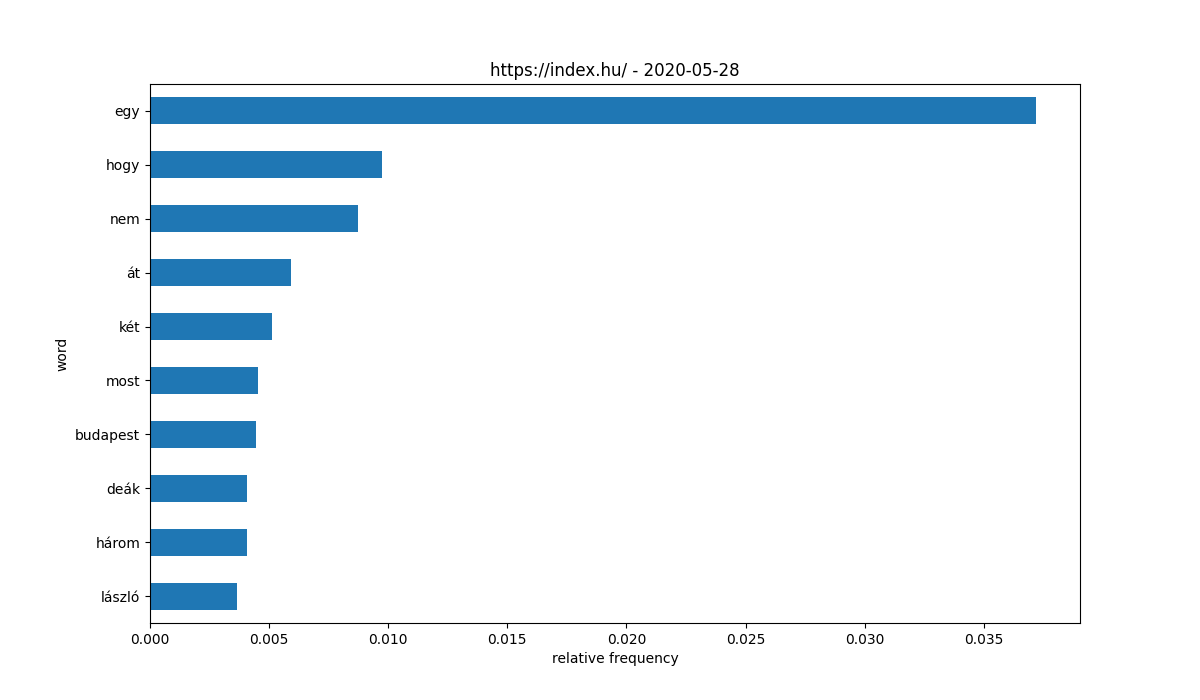 https://index.hu/ - 2020-05-28
egy
hogy
nem
át
két
most
budapest
deák
három
lászló
word
0.000 0.005 0.010 0.015 0.020 0.025 0.030 0.035
relative frequency